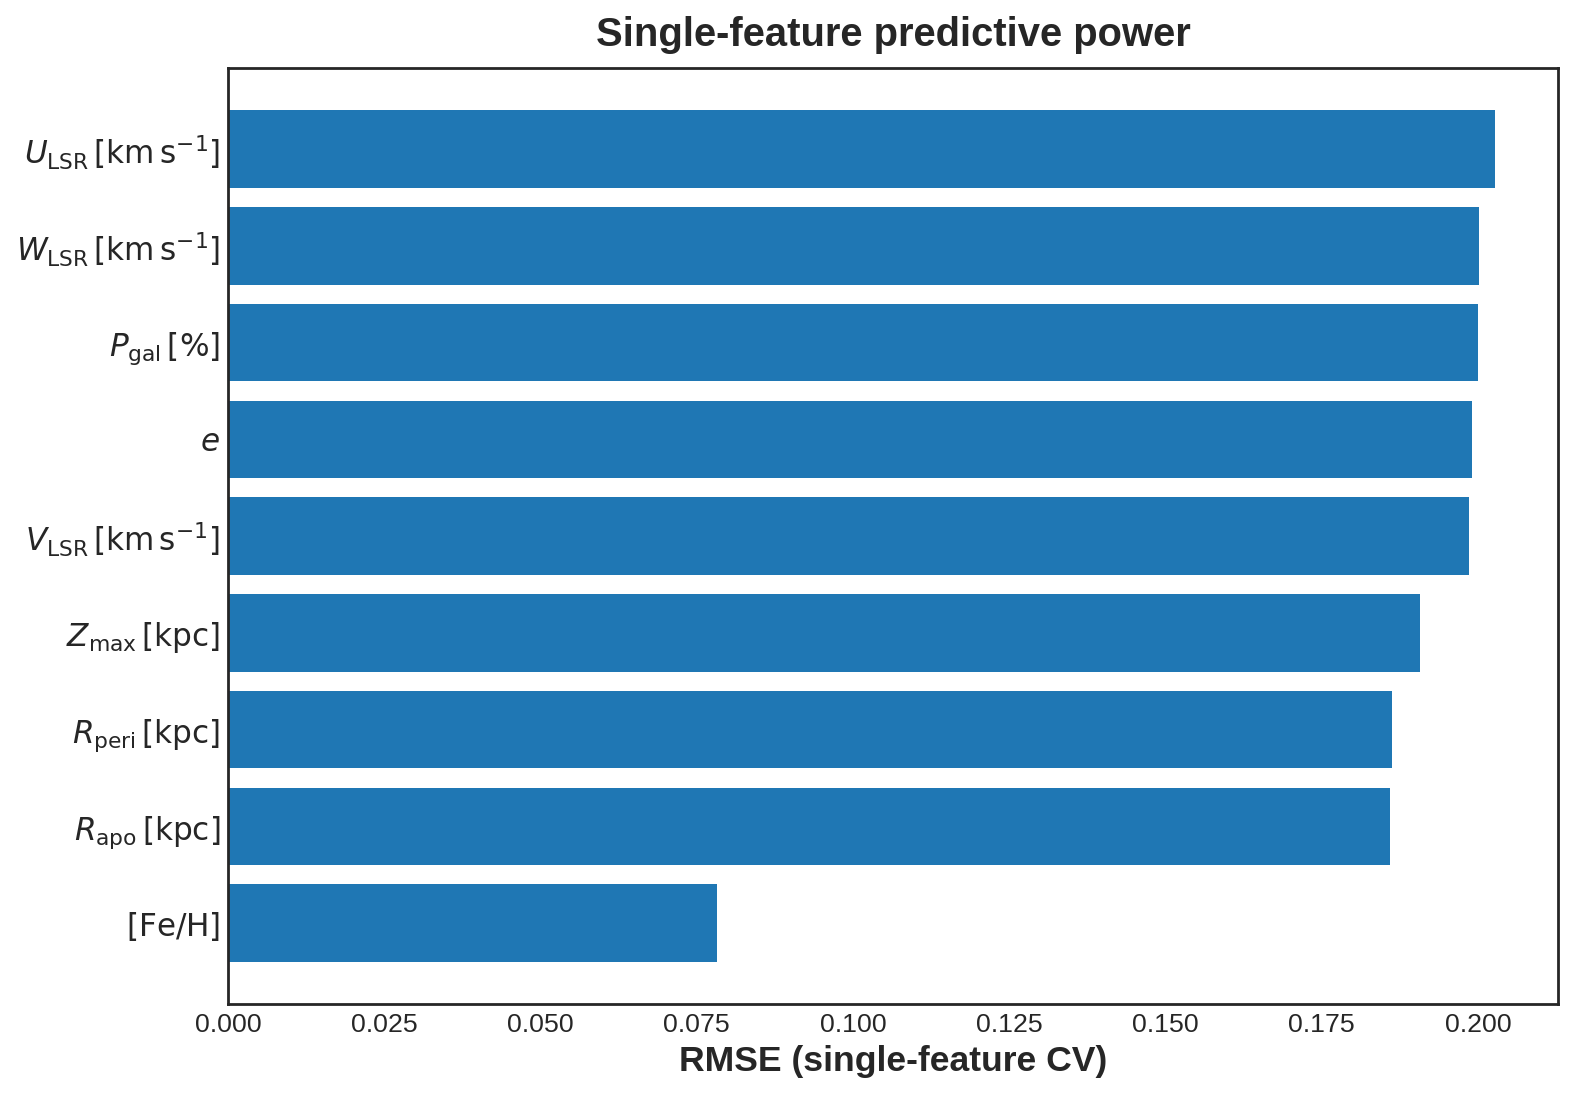 Single-feature predictive power
U_LSR [km s⁻¹]
W_LSR [km s⁻¹]
P_gal [%]
e
V_LSR [km s⁻¹]
Z_max [kpc]
R_peri [kpc]
R_apo [kpc]
[Fe/H]
0.000 0.025 0.050 0.075 0.100 0.125 0.150 0.175 0.200
RMSE (single-feature CV)